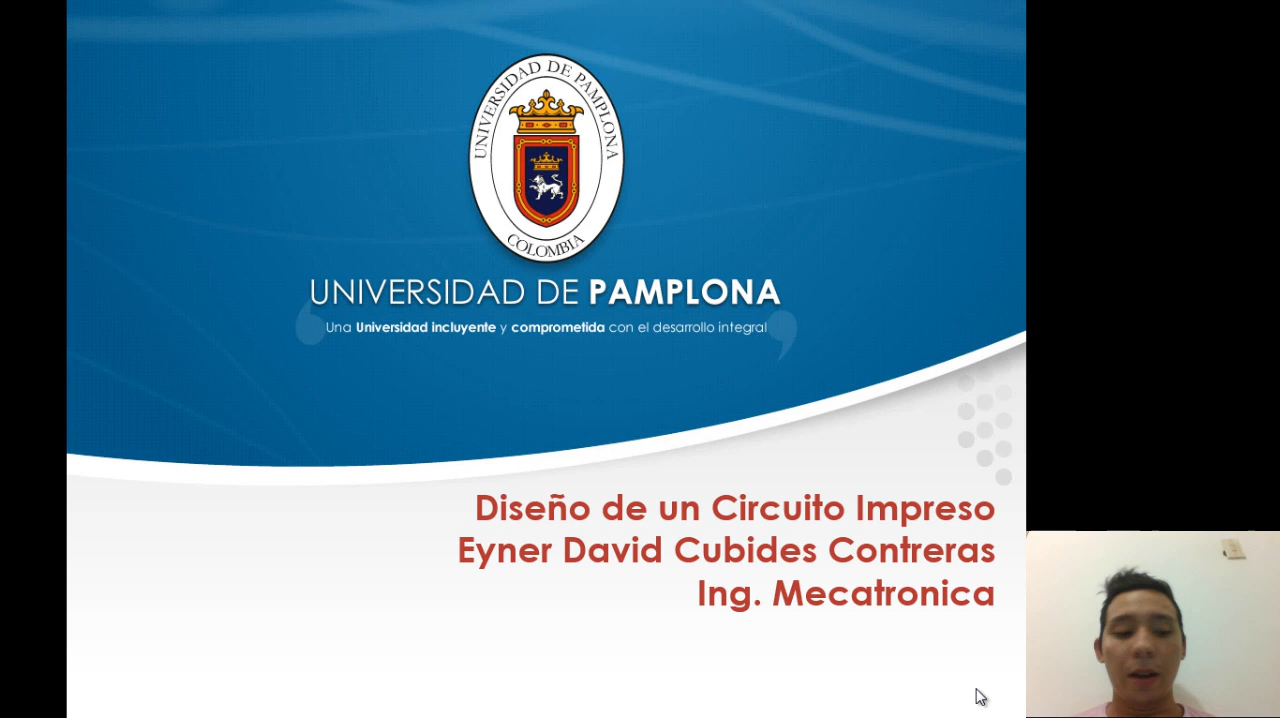 UNIVERSIDAD DE PAMPLONA
COLOMBIA
UNIVERSIDAD DE PAMPLONA
Una Universidad incluyente y comprometida con el desarrollo integral
Diseño de un Circuito Impreso
Eyner David Cubides Contreras
Ing. Mecatronica